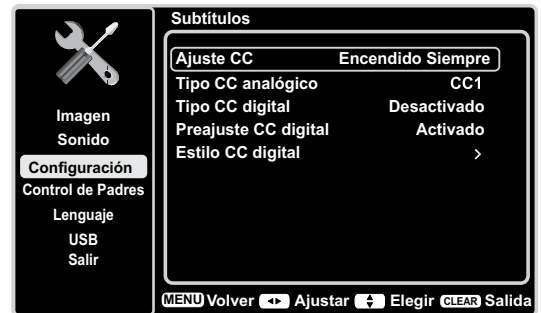 Subtítulos
Imagen
Sonido
Configuración
Control de Padres
Lenguaje
USB
Salir
Ajuste CC Encendido Siempre
Tipo CC analógico CC1
Tipo CC digital Desactivado
Preajuste CC digital Activado
Estilo CC digital >
MENU Volver Ajustar Elegir CLEAR Salida